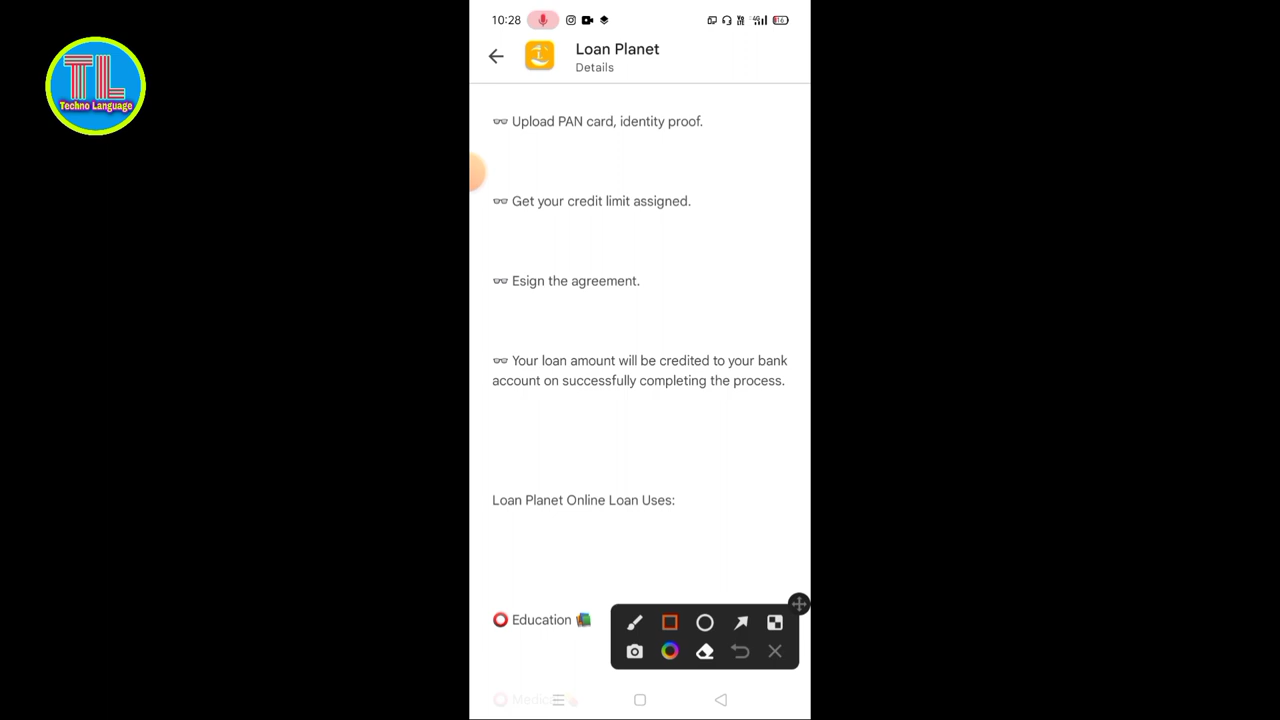 TL
Techno Language
10:28
4G
16
Loan Planet
Details
👓 Upload PAN card, identity proof.
👓 Get your credit limit assigned.
👓 Esign the agreement.
👓 Your loan amount will be credited to your bank
account on successfully completing the process.
Loan Planet Online Loan Uses:
⭕ Education 📚